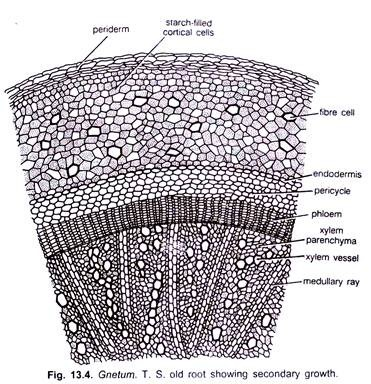 periderm
starch-filled
cortical cells
fibre cell
endodermis
pericycle
phloem
xylem
parenchyma
xylem vessel
medullary ray
Fig. 13.4. Gnetum. T. S. old root showing secondary growth.